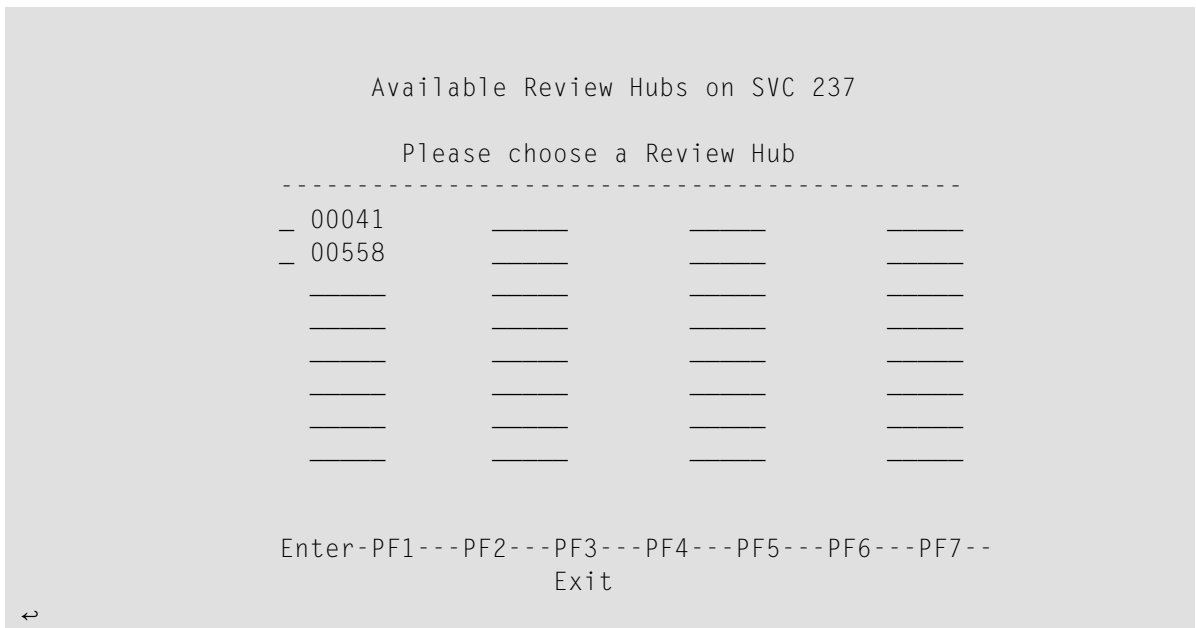 Available Review Hubs on SVC 237
Please choose a Review Hub
---------------------------------------------
_ 00041 _____ _____ _____
_ 00558 _____ _____ _____
_____ _____ _____ _____
_____ _____ _____ _____
_____ _____ _____ _____
_____ _____ _____ _____
_____ _____ _____ _____
_____ _____ _____ _____
Enter-PF1---PF2---PF3---PF4---PF5---PF6---PF7--
Exit
↩